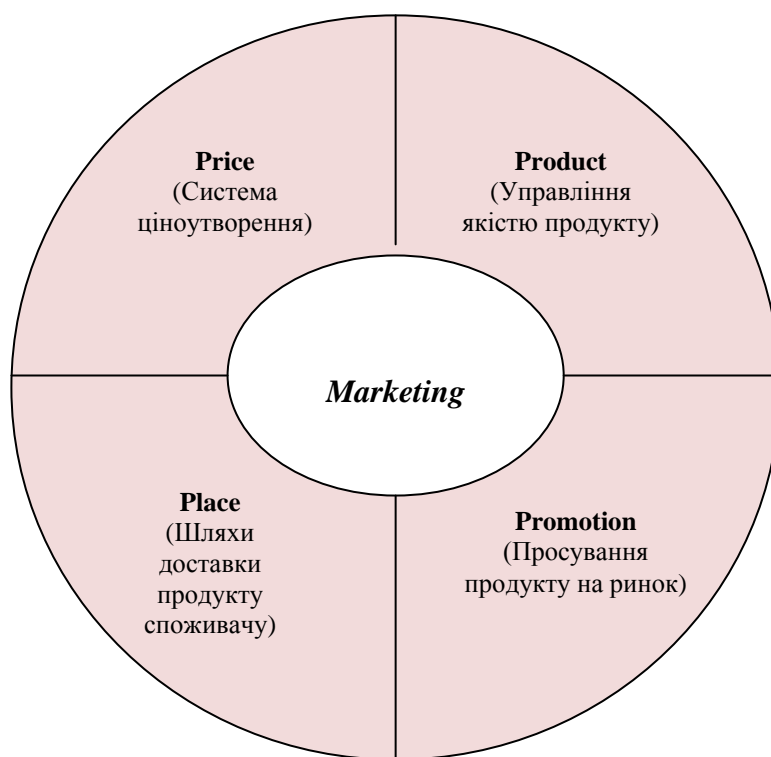 Price
(Система
ціноутворення)
Product
(Управління
якістю продукту)
Marketing
Place
(Шляхи
доставки
продукту
споживачу)
Promotion
(Просування
продукту на ринок)